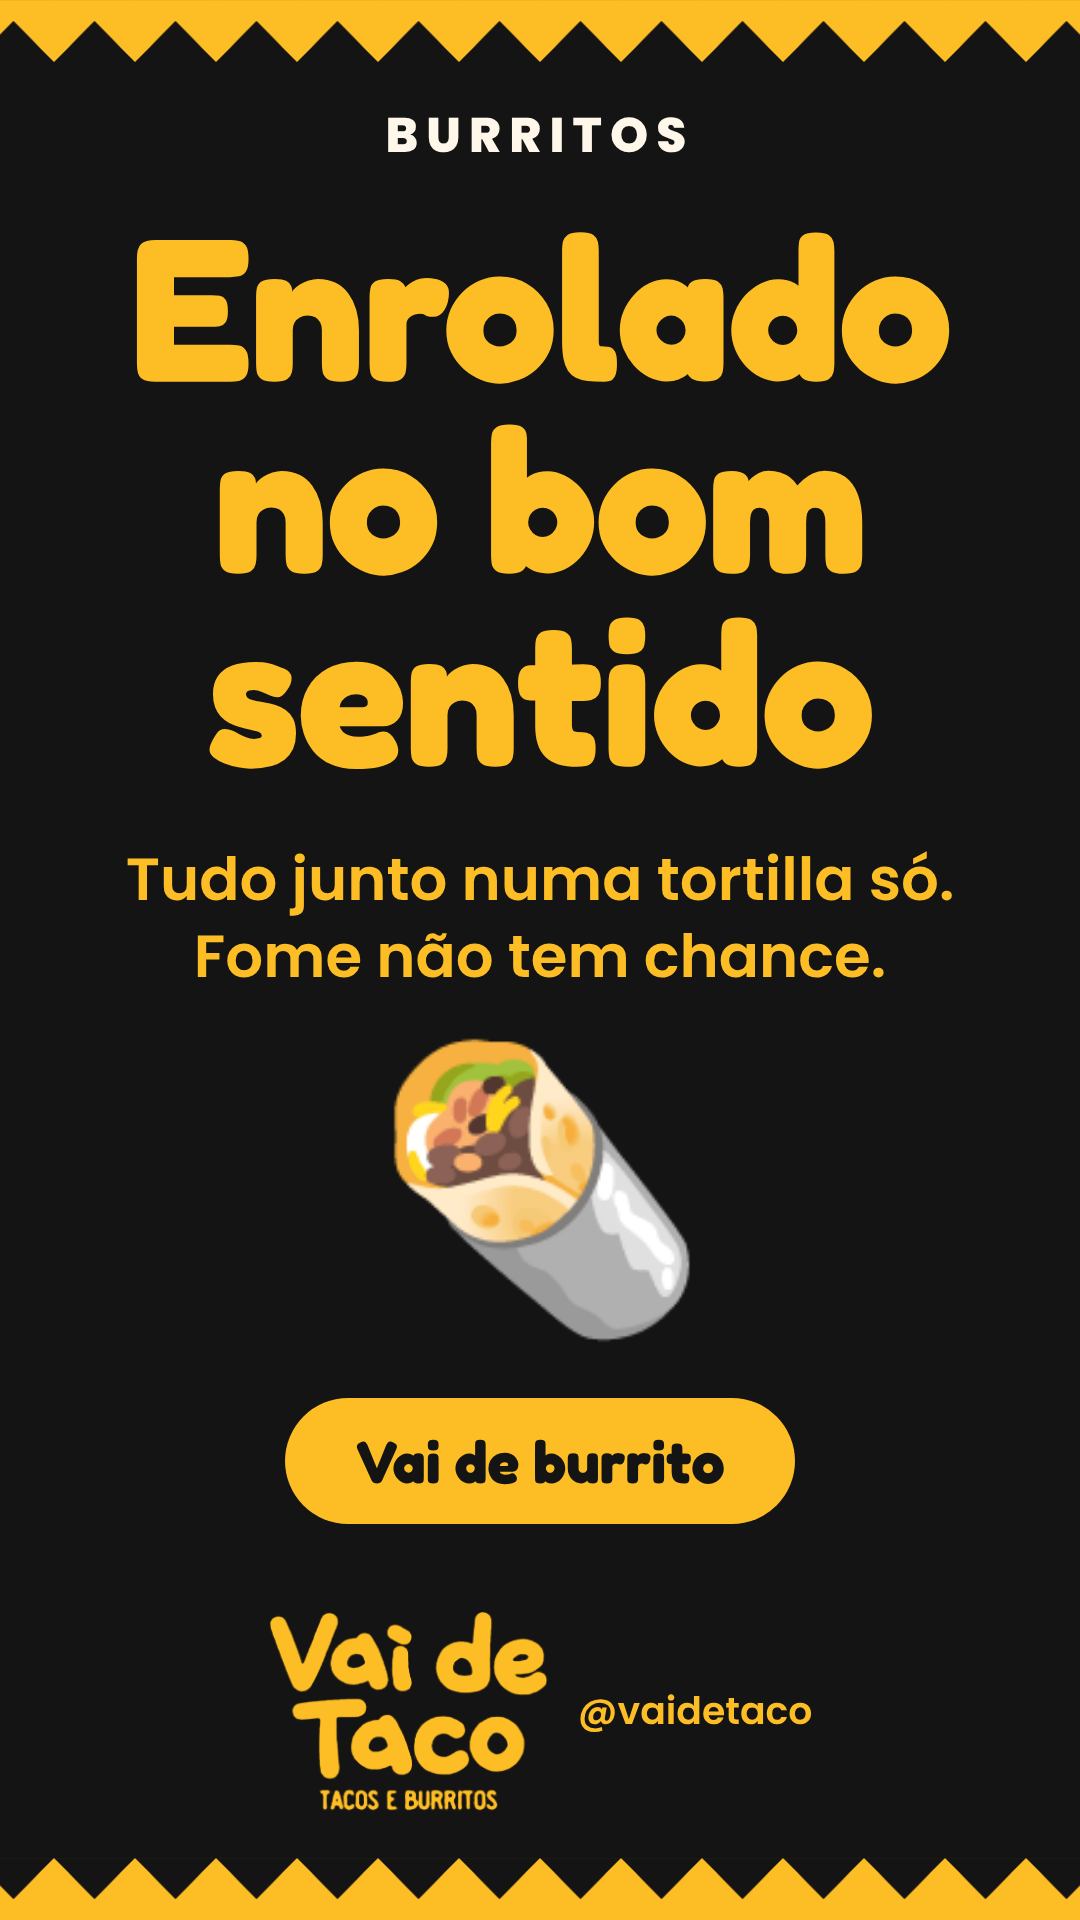 BURRITOS
Enrolado
no bom
sentido
Tudo junto numa tortilla só.
Fome não tem chance.
Vai de burrito
Vai de
Taco
TACOS E BURRITOS
@vaidetaco